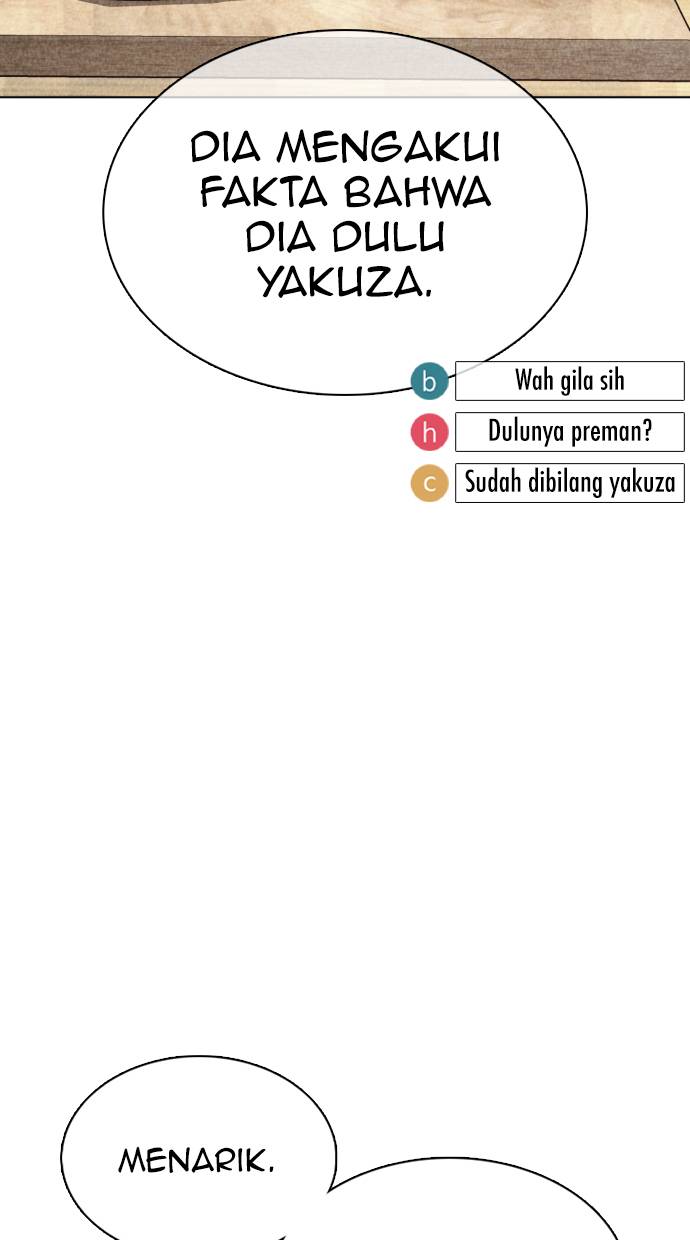 DIA MENGAKUI
FAKTA BAHWA
DIA DULU
YAKUZA.
b Wah gila sih
h Dulunya preman?
c Sudah dibilang yakuza
MENARIK.